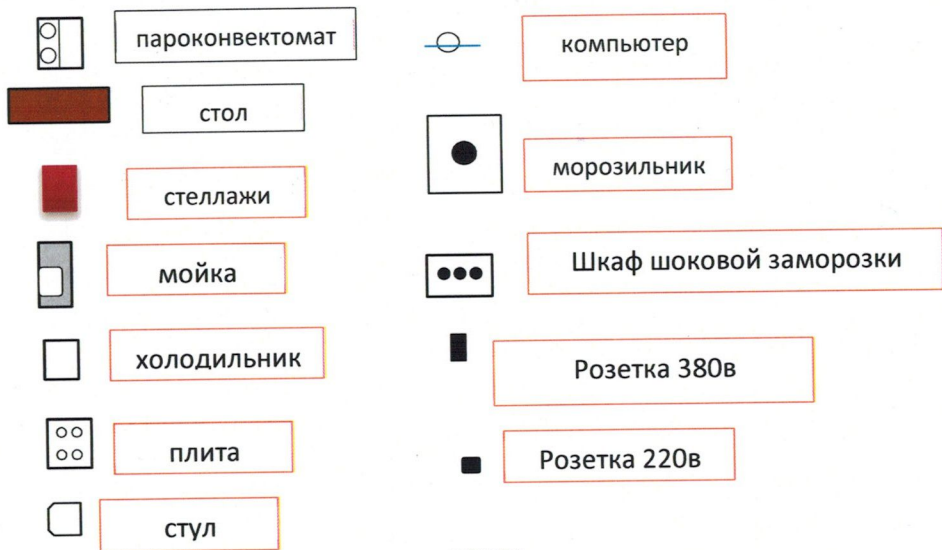 пароконвектомат
стол
стеллажи
мойка
холодильник
плита
стул
компьютер
морозильник
Шкаф шоковой заморозки
Розетка 380в
Розетка 220в